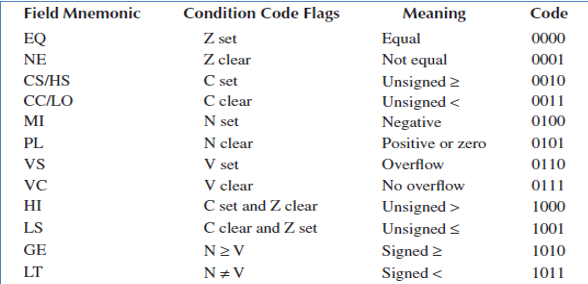 Field Mnemonic Condition Code Flags Meaning Code
EQ Z set Equal 0000
NE Z clear Not equal 0001
CS/HS C set Unsigned ≥ 0010
CC/LO C clear Unsigned < 0011
MI N set Negative 0100
PL N clear Positive or zero 0101
VS V set Overflow 0110
VC V clear No overflow 0111
HI C set and Z clear Unsigned > 1000
LS C clear and Z set Unsigned ≤ 1001
GE N ≥ V Signed ≥ 1010
LT N ≠ V Signed < 1011